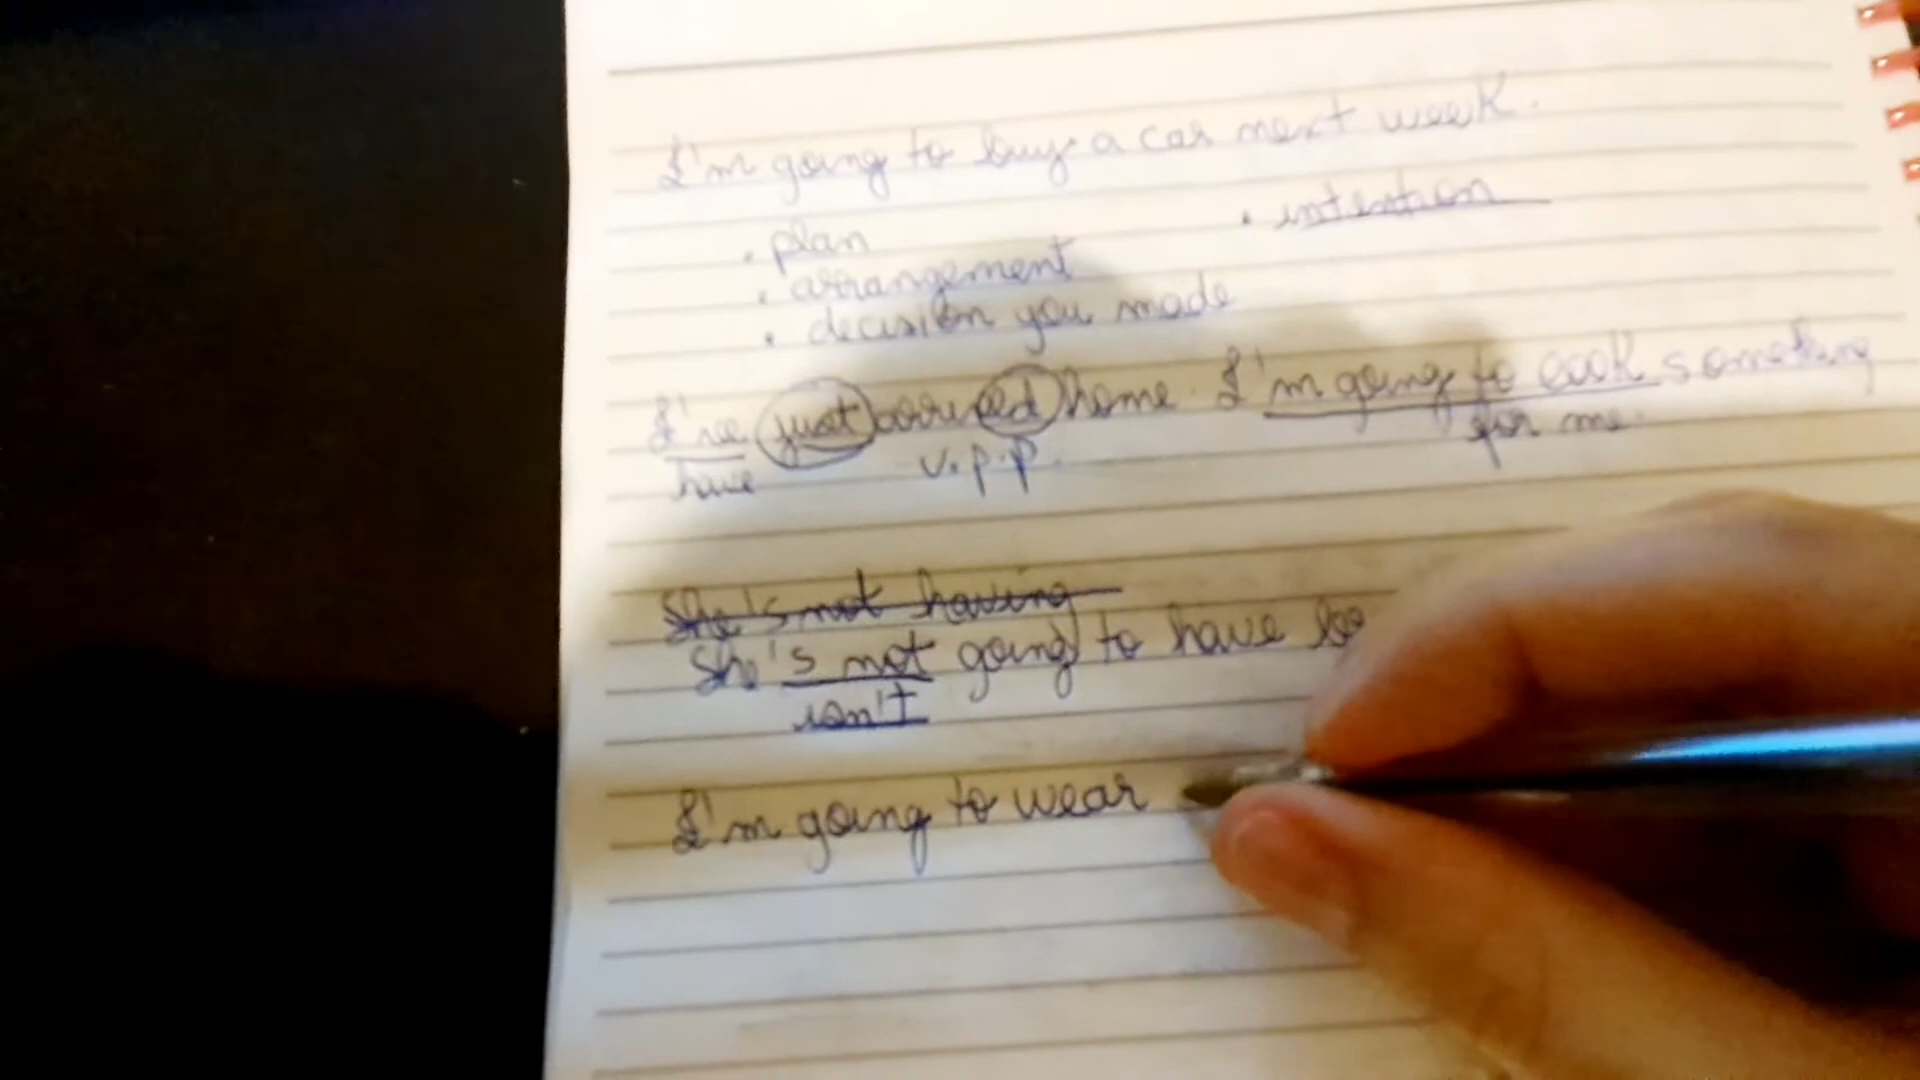 I'm going to buy a car next week.
. plan
. intention
. arrangement
. decision you made
I've just arrived home. I'm going to cook something
for me.
have
v.p.p.
She's not having
She's not going to have
isn't
I'm going to wear